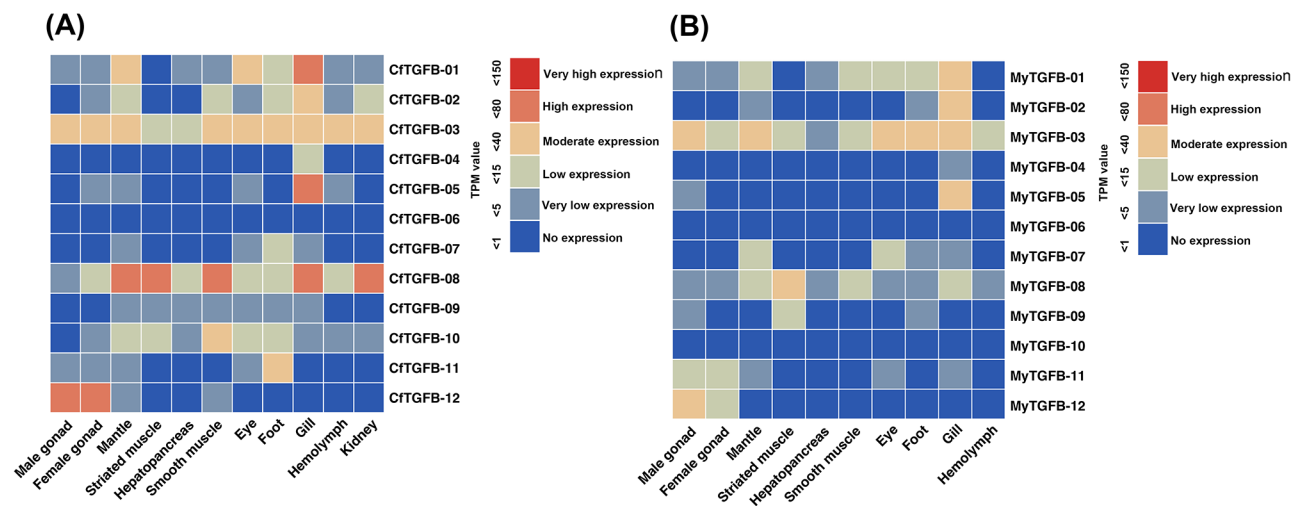 (A)
CfTGFB-01
CfTGFB-02
CfTGFB-03
CfTGFB-04
CfTGFB-05
CfTGFB-06
CfTGFB-07
CfTGFB-08
CfTGFB-09
CfTGFB-10
CfTGFB-11
CfTGFB-12
Male gonad
Female gonad
Mantle
Striated muscle
Hepatopancreas
Smooth muscle
Eye
Foot
Gill
Hemolymph
Kidney
TPM value
<150 Very high expression
<80 High expression
<40 Moderate expression
<15 Low expression
<5 Very low expression
<1 No expression
(B)
MyTGFB-01
MyTGFB-02
MyTGFB-03
MyTGFB-04
MyTGFB-05
MyTGFB-06
MyTGFB-07
MyTGFB-08
MyTGFB-09
MyTGFB-10
MyTGFB-11
MyTGFB-12
Male gonad
Female gonad
Mantle
Striated muscle
Hepatopancreas
Smooth muscle
Eye
Foot
Gill
Hemolymph
TPM value
<150 Very high expression
<80 High expression
<40 Moderate expression
<15 Low expression
<5 Very low expression
<1 No expression